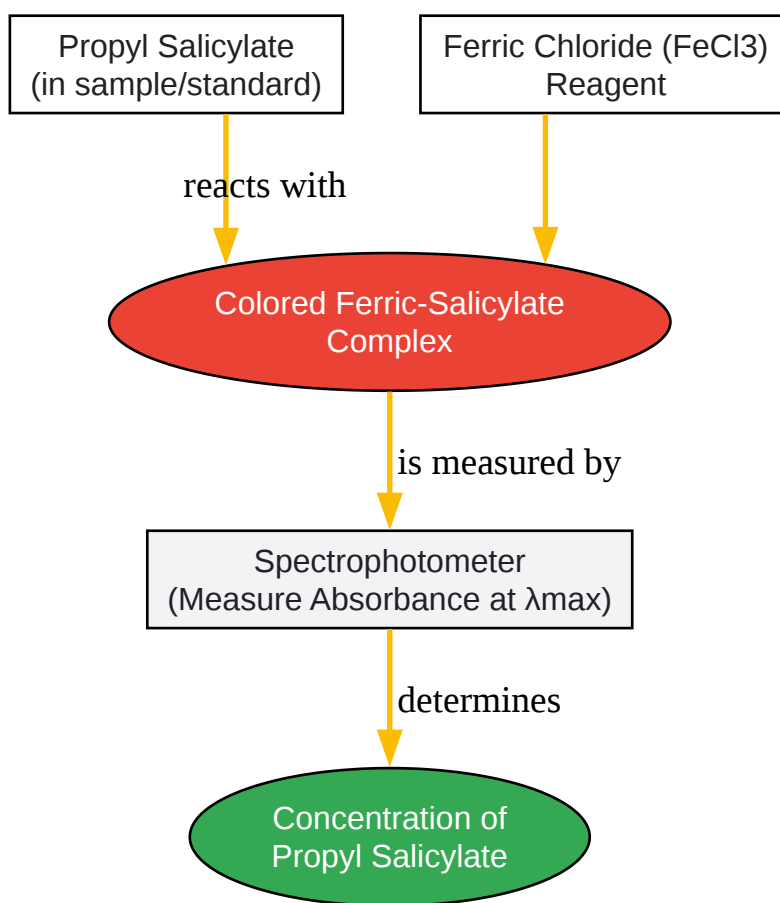 Propyl Salicylate
(in sample/standard)
Ferric Chloride (FeCl3)
Reagent
reacts with
Colored Ferric-Salicylate
Complex
is measured by
Spectrophotometer
(Measure Absorbance at λmax)
determines
Concentration of
Propyl Salicylate